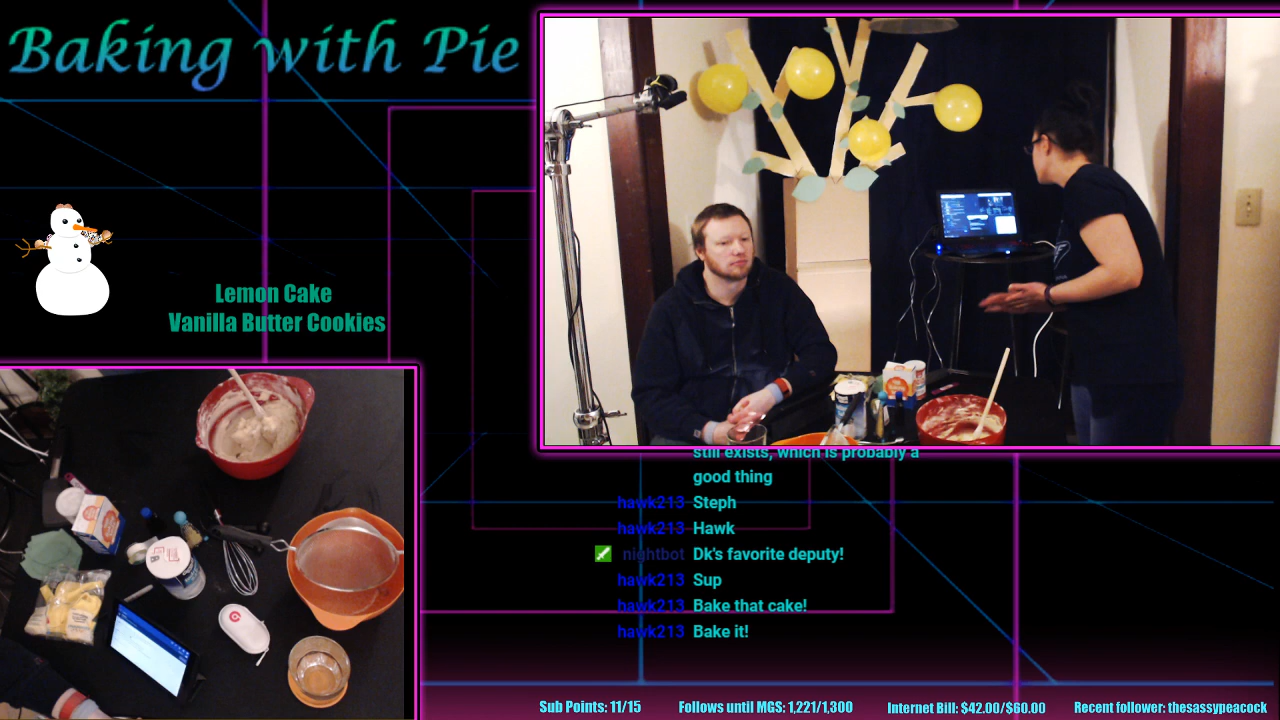 Baking with Pie
Lemon Cake
Vanilla Butter Cookies
still exists, which is probably a
good thing
hawk213 Steph
hawk213 Hawk
nightbot Dk's favorite deputy!
hawk213 Sup
hawk213 Bake that cake!
hawk213 Bake it!
Sub Points: 11/15
Follows until MGS: 1,221/1,300
Internet Bill: $42.00/$60.00
Recent follower: thesassypeacock